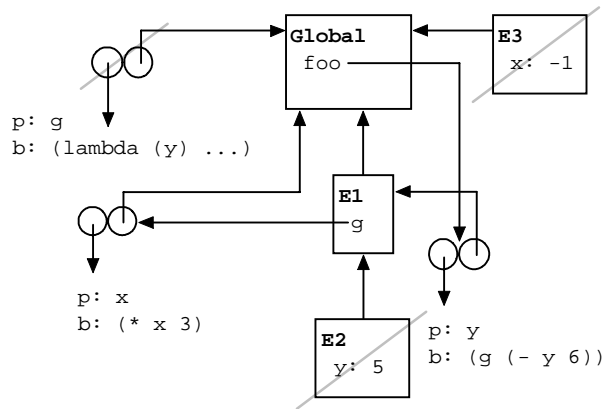 Global
foo
E3
x: -1
p: g
b: (lambda (y) ...)
E1
g
p: x
b: (* x 3)
E2
y: 5
p: y
b: (g (- y 6))